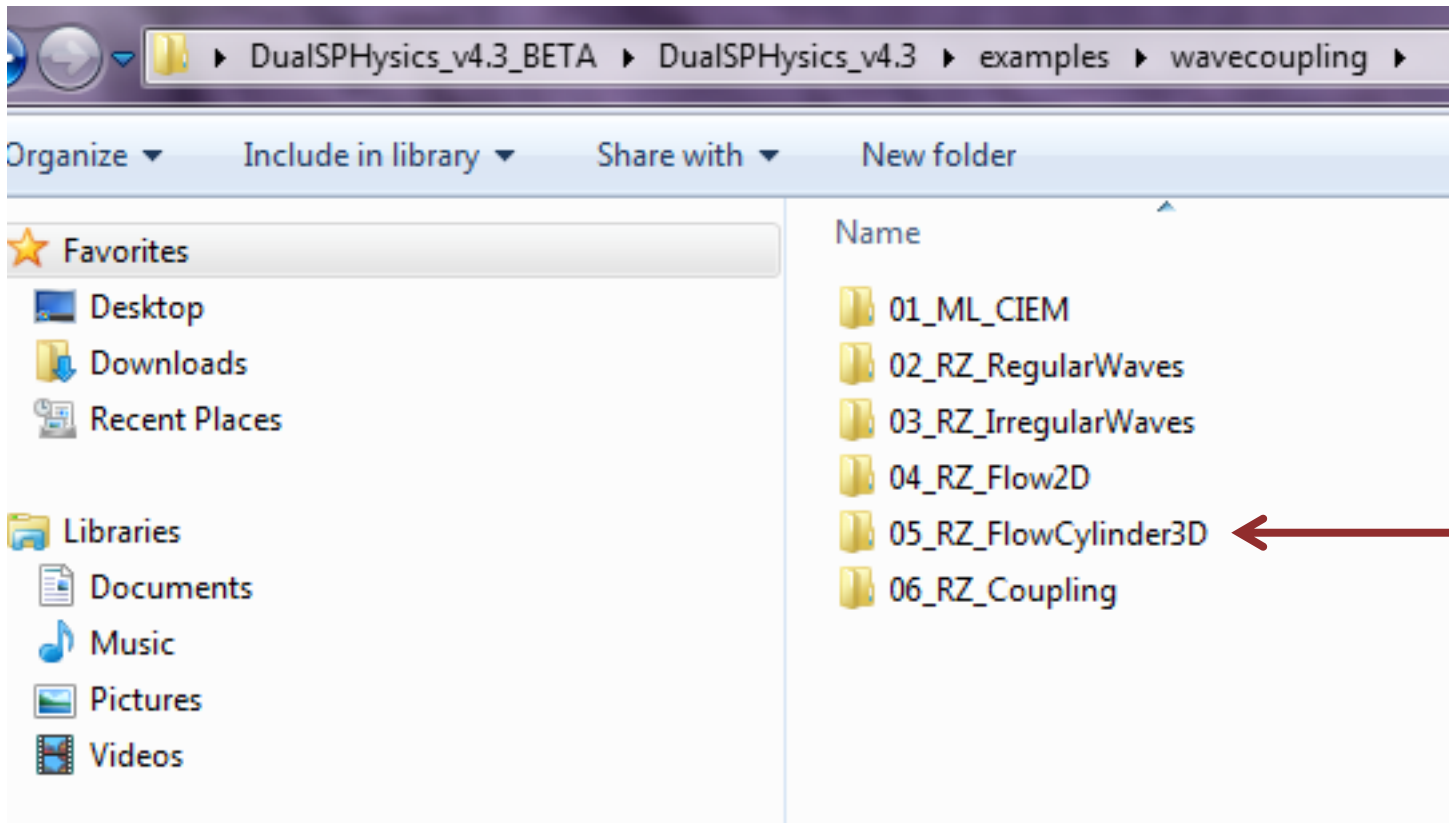 DualSPHysics_v4.3_BETA DualSPHysics_v4.3 examples wavecoupling
Organize Include in library Share with New folder
Favorites
Desktop
Downloads
Recent Places
Libraries
Documents
Music
Pictures
Videos
Name
01_ML_CIEM
02_RZ_RegularWaves
03_RZ_IrregularWaves
04_RZ_Flow2D
05_RZ_FlowCylinder3D
06_RZ_Coupling